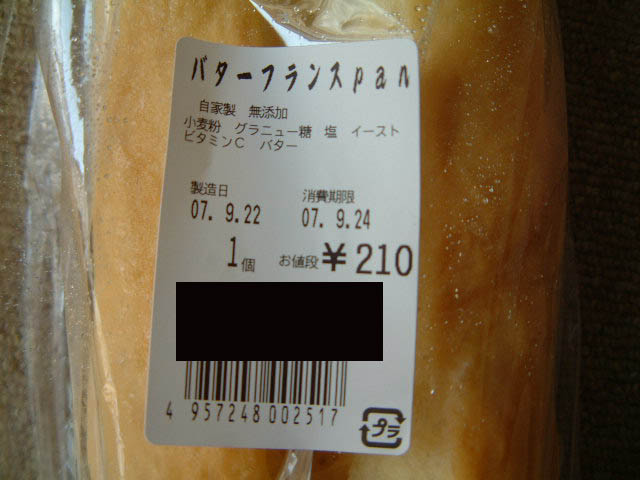 バターフランスpan
自家製 無添加
小麦粉 グラニュー糖 塩 イースト
ビタミンC バター
製造日 消費期限
07. 9.22 07. 9.24
1個 お値段 ¥210
4 957248 002517
プラ